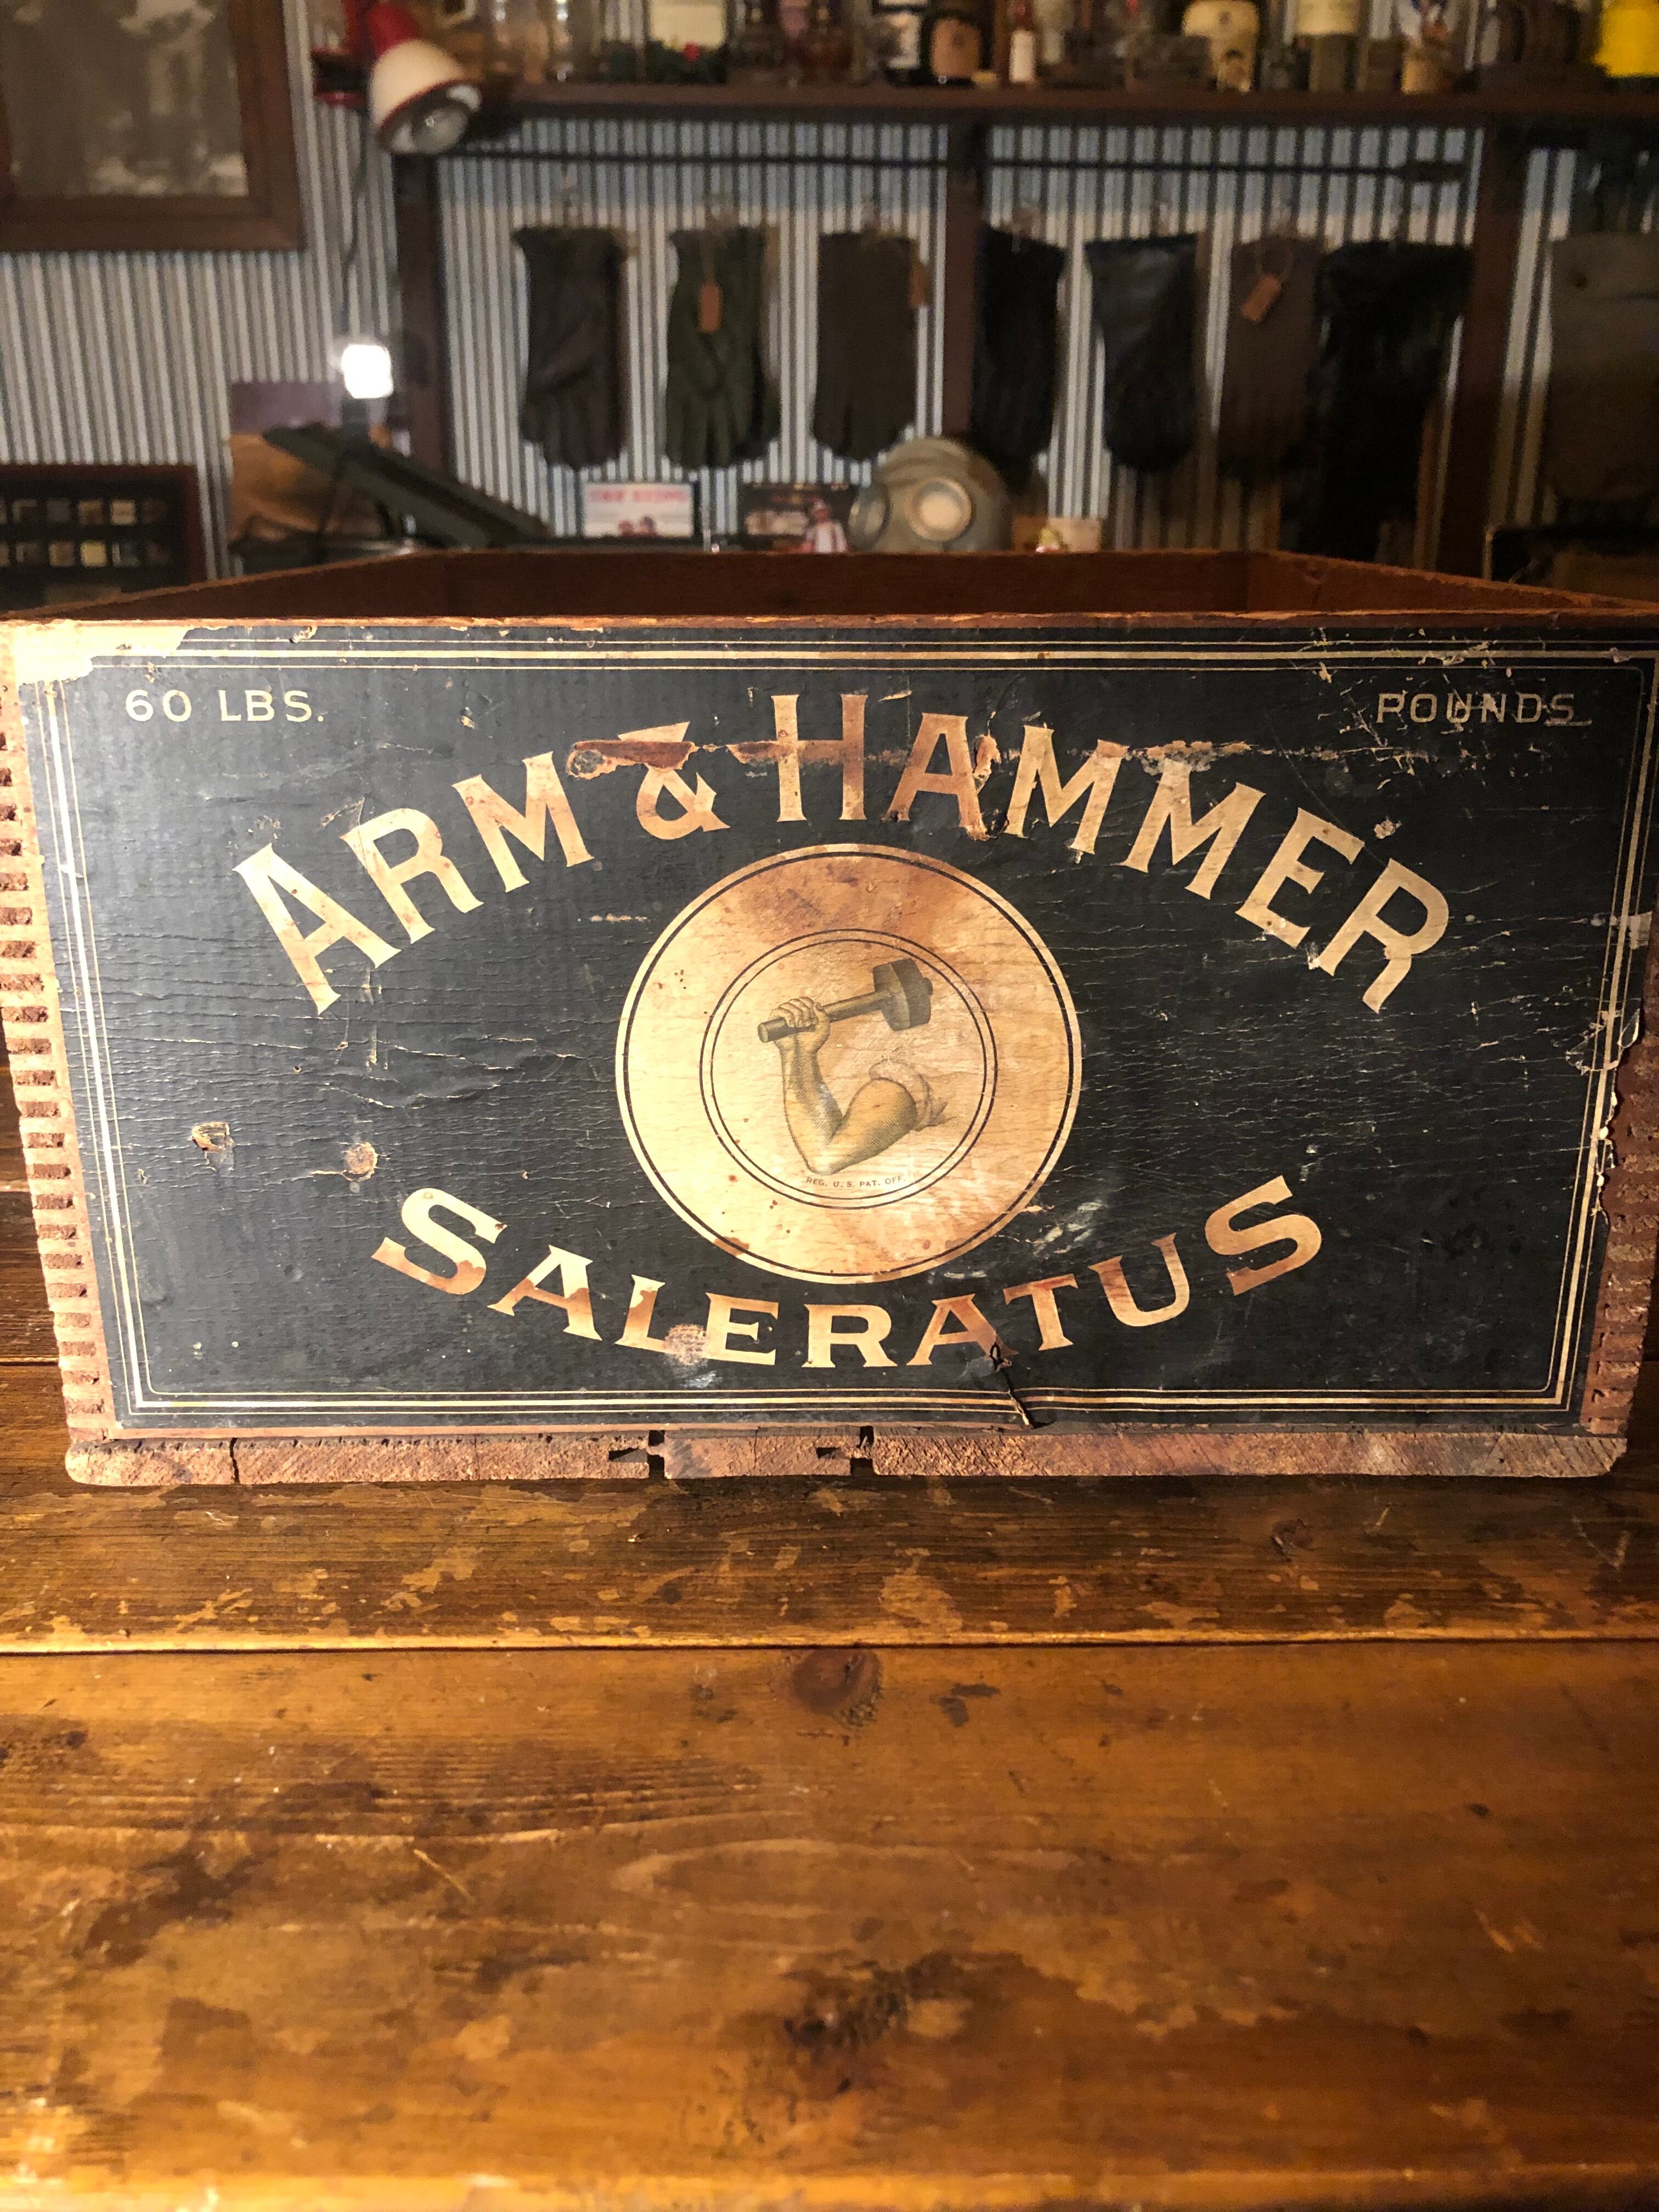 60 LBS.
POUNDS
ARM & HAMMER
REG. U.S. PAT. OFF.
SALERATUS